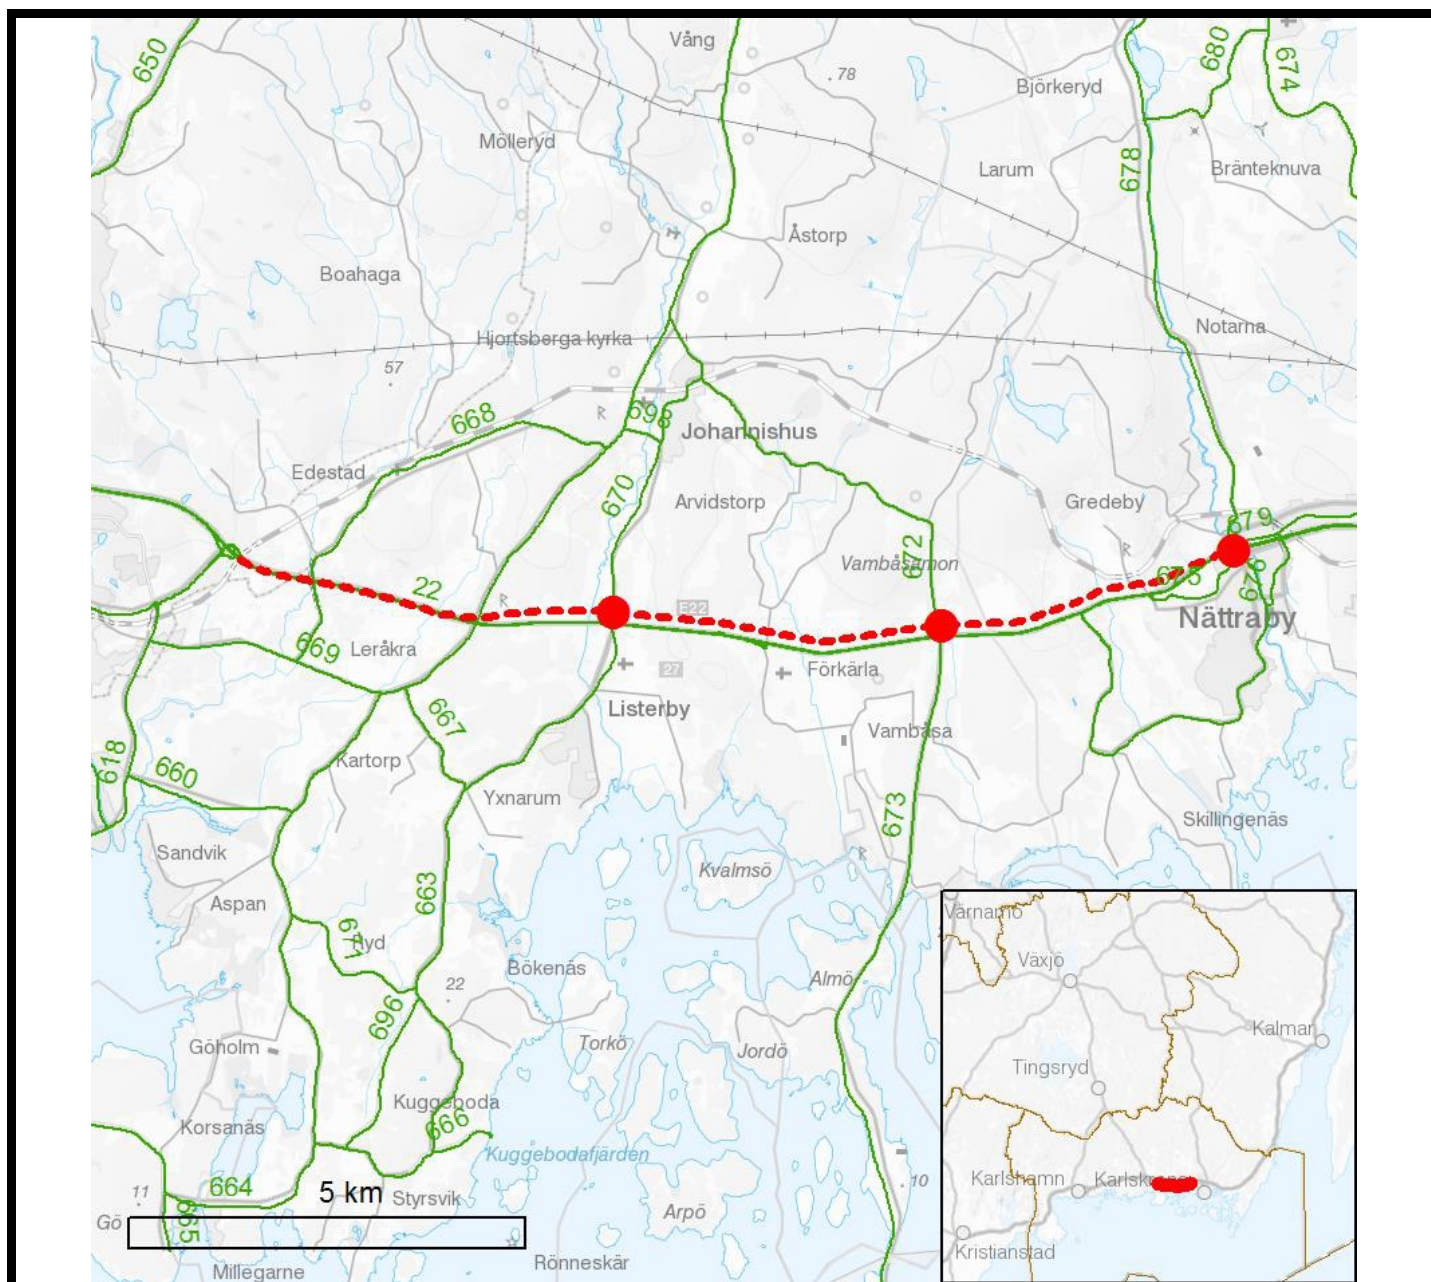 Vång
650
78
680
674
Björkeryd
Mölleryd
Larum
678
Bränteknuva
Åstorp
Boahaga
Notarna
Hjortsberga kyrka
57
668
698
Johannishus
Edestad
670
Arvidstorp
Gredeby
679
672
Vambåsamon
675
676
22
E22
Nättraby
669
Leråkra
27
Förkärla
Listerby
667
Vambåsa
618
660
Kartorp
Yxnarum
673
Skillingenäs
Sandvik
Kvalmsö
663
Aspan
671
Ryd
Värnamo
Växjö
Bökenäs
22
Almö
696
Kalmar
Göholm
Torkö
Jordö
Tingsryd
Kuggeboda
666
Korsanäs
Kuggebodafjärden
Karlshamn
Karlskrona
664
5 km
Styrsvik
11
10
Gö
665
Arpö
Kristianstad
Rönneskär
Millegarne